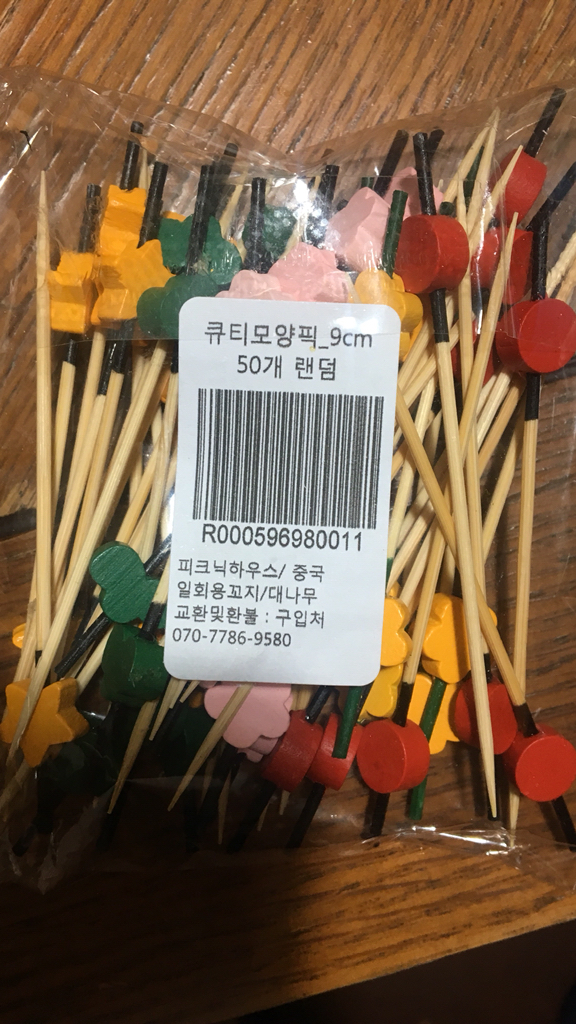 큐티모양픽_9cm_
50개 랜덤
R000596980011
피크닉하우스/ 중국
일회용꼬지/대나무
교환및환불 : 구입처
070-7786-9580